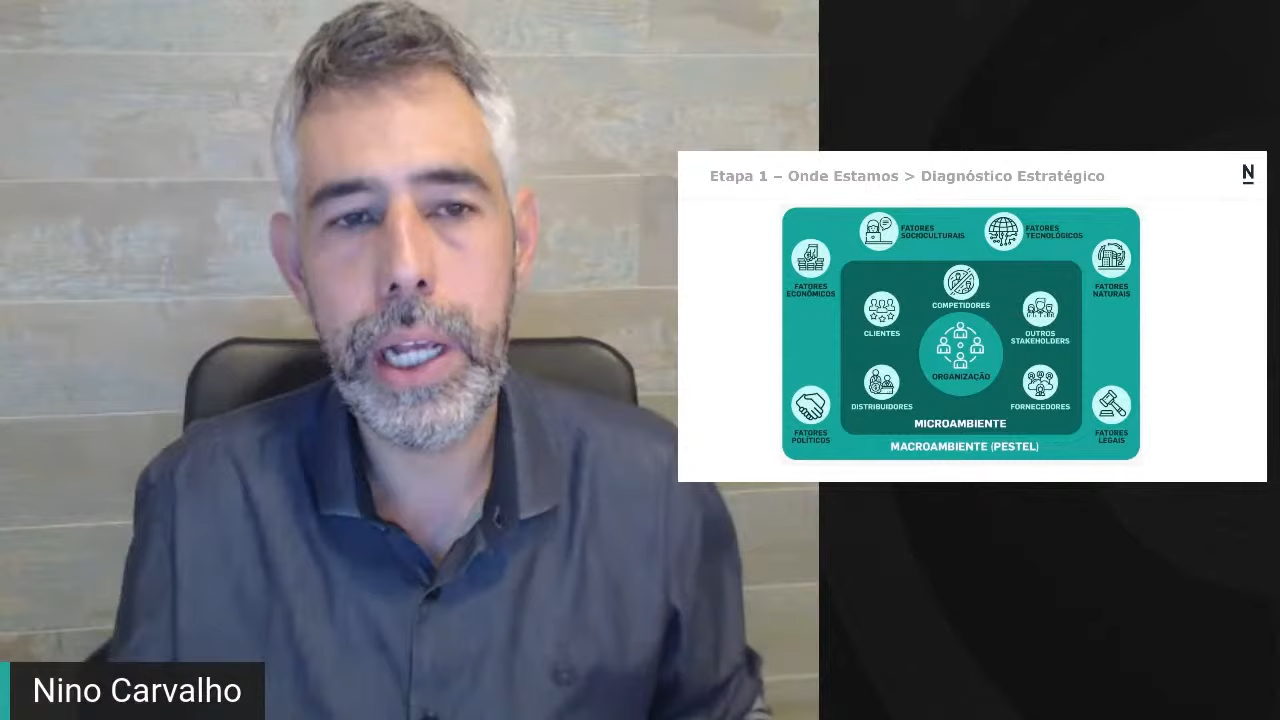 Etapa 1 – Onde Estamos > Diagnóstico Estratégico
N
FATORES
SOCIOCULTURAIS
FATORES
TECNOLÓGICOS
FATORES
ECONÔMICOS
FATORES
NATURAIS
COMPETIDORES
CLIENTES
OUTROS
STAKEHOLDERS
ORGANIZAÇÃO
DISTRIBUIDORES
FORNECEDORES
MICROAMBIENTE
FATORES
POLÍTICOS
FATORES
LEGAIS
MACROAMBIENTE (PESTEL)
Nino Carvalho